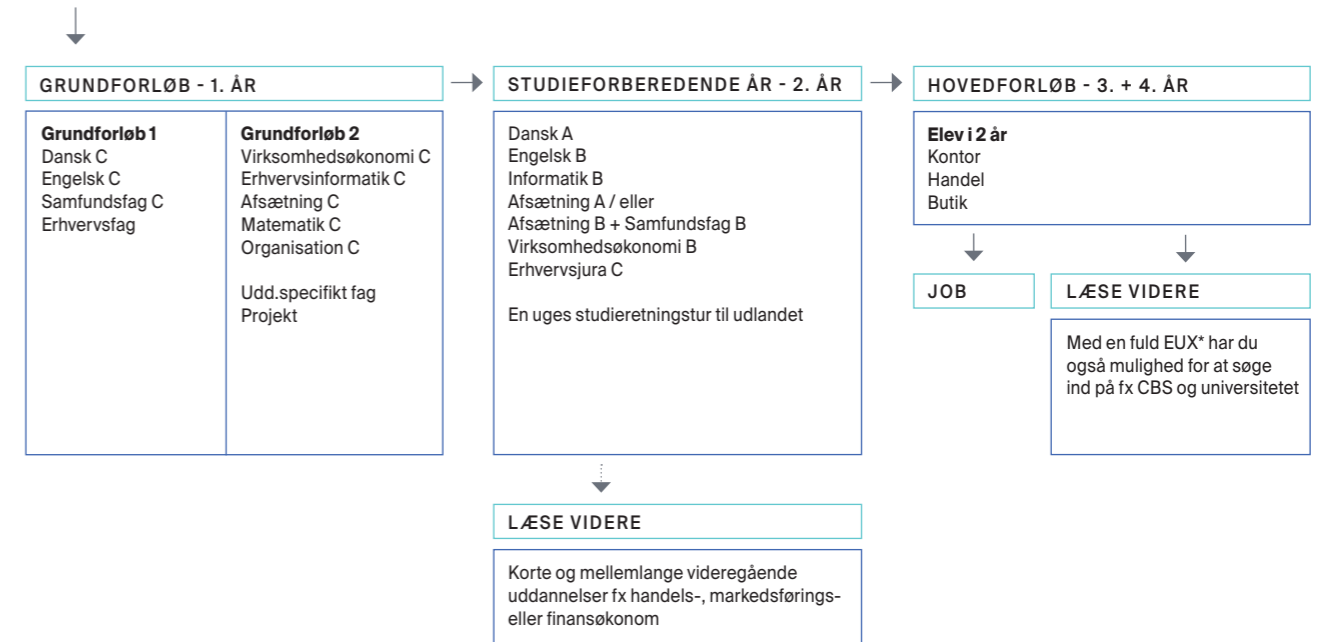 GRUNDFORLØB - 1. ÅR
Grundforløb 1
Dansk C
Engelsk C
Samfundsfag C
Erhvervsfag
Grundforløb 2
Virksomhedsøkonomi C
Erhvervsinformatik C
Afsætning C
Matematik C
Organisation C
Udd.specifikt fag
Projekt
STUDIEFORBEREDENDE ÅR - 2. ÅR
Dansk A
Engelsk B
Informatik B
Afsætning A / eller
Afsætning B + Samfundsfag B
Virksomhedsøkonomi B
Erhvervsjura C
En uges studieretningstur til udlandet
LÆSE VIDERE
Korte og mellemlange videregående
uddannelser fx handels-, markedsførings-
eller finansøkonom
HOVEDFORLØB - 3. + 4. ÅR
Elev i 2 år
Kontor
Handel
Butik
JOB
LÆSE VIDERE
Med en fuld EUX* har du
også mulighed for at søge
ind på fx CBS og universitetet